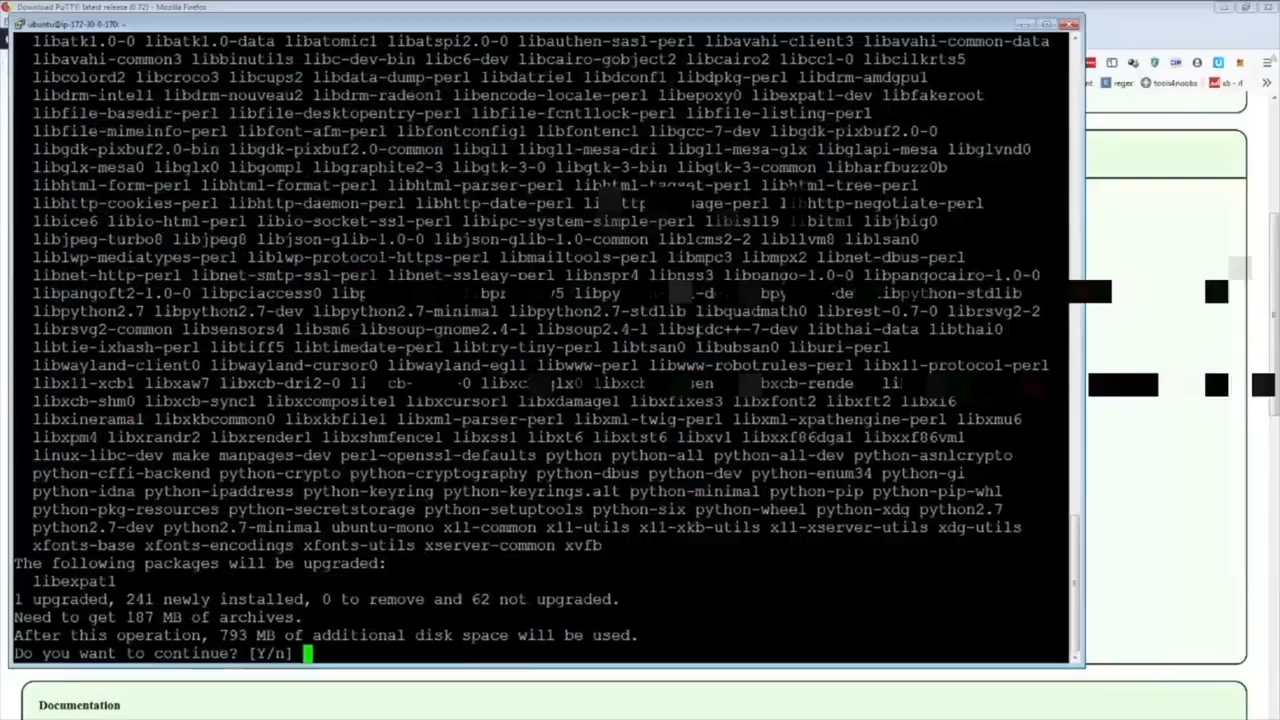 Download PuTTY: latest release (0.72) - Mozilla Firefox
ubuntu@ip-172-30-0-170: ~
libatk1.0-0 libatk1.0-data libatomic1 libatspi2.0-0 libauthen-sasl-perl libavahi-client3 libavahi-common-data
libavahi-common3 libbinutils libc-dev-bin libc6-dev libcairo-gobject2 libcairo2 libcc1-0 libcilkrts5
libcolord2 libcroco3 libcups2 libdata-dump-perl libdatrie1 libdconf1 libdpkg-perl libdrm-amdgpu1
libdrm-intel1 libdrm-nouveau2 libdrm-radeon1 libencode-locale-perl libepoxy0 libexpat1-dev libfakeroot
libfile-basedir-perl libfile-desktopentry-perl libfile-fcntllock-perl libfile-listing-perl
libfile-mimeinfo-perl libfont-afm-perl libfontconfig1 libfontenc1 libgcc-7-dev libgdk-pixbuf2.0-0
libgdk-pixbuf2.0-bin libgdk-pixbuf2.0-common libgl1 libgl1-mesa-dri libgl1-mesa-glx libglapi-mesa libglvnd0
libglx-mesa0 libglx0 libgomp1 libgraphite2-3 libgtk-3-0 libgtk-3-bin libgtk-3-common libharfbuzz0b
libhtml-form-perl libhtml-format-perl libhtml-parser-perl libhtml-tagset-perl libhtml-tree-perl
libhttp-cookies-perl libhttp-daemon-perl libhttp-date-perl libhttp-negotiate-perl
libice6 libio-html-perl libio-socket-ssl-perl libipc-system-simple-perl libisl19 libitm1 libjbig0
libjpeg-turbo8 libjpeg8 libjson-glib-1.0-0 libjson-glib-1.0-common liblcms2-2 libllvm8 liblsan0
liblwp-mediatypes-perl liblwp-protocol-https-perl libmailtools-perl libmpc3 libmpx2 libnet-dbus-perl
libnet-http-perl libnet-smtp-ssl-perl libnet-ssleay-perl libnspr4 libnss3 libpango-1.0-0 libpangocairo-1.0-0
libpangoft2-1.0-0 libpciaccess0 libpython-stdlib
libpython2.7 libpython2.7-dev libpython2.7-minimal libpython2.7-stdlib libquadmath0 librest-0.7-0 librsvg2-2
librsvg2-common libsensors4 libsm6 libsoup-gnome2.4-1 libsoup2.4-1 libstdc++-7-dev libthai-data libthai0
libtie-ixhash-perl libtiff5 libtimedate-perl libtry-tiny-perl libtsan0 libubsan0 liburi-perl
libwayland-client0 libwayland-cursor0 libwayland-egl1 libwww-perl libwww-robotrules-perl libx11-protocol-perl
libx11-xcb1 libxaw7 libxcb-dri2-0
libxcb-shm0 libxcb-sync1 libxcomposite1 libxcursor1 libxdamage1 libxfixes3 libxfont2 libxft2 libxi6
libxinerama1 libxkbcommon0 libxkbfile1 libxml-parser-perl libxml-twig-perl libxml-xpathengine-perl libxmu6
libxpm4 libxrandr2 libxrender1 libxshmfence1 libxss1 libxt6 libxtst6 libxv1 libxxf86dga1 libxxf86vm1
linux-libc-dev make manpages-dev perl-openssl-defaults python python-all python-all-dev python-asn1crypto
python-cffi-backend python-crypto python-cryptography python-dbus python-dev python-enum34 python-gi
python-idna python-ipaddress python-keyring python-keyrings.alt python-minimal python-pip python-pip-whl
python-pkg-resources python-secretstorage python-setuptools python-six python-wheel python-xdg python2.7
python2.7-dev python2.7-minimal ubuntu-mono x11-common x11-utils x11-xkb-utils x11-xserver-utils xdg-utils
xfonts-base xfonts-encodings xfonts-utils xserver-common xvfb
The following packages will be upgraded:
libexpat1
1 upgraded, 241 newly installed, 0 to remove and 62 not upgraded.
Need to get 187 MB of archives.
After this operation, 793 MB of additional disk space will be used.
Do you want to continue? [Y/n]
regex tools4noobs
Documentation